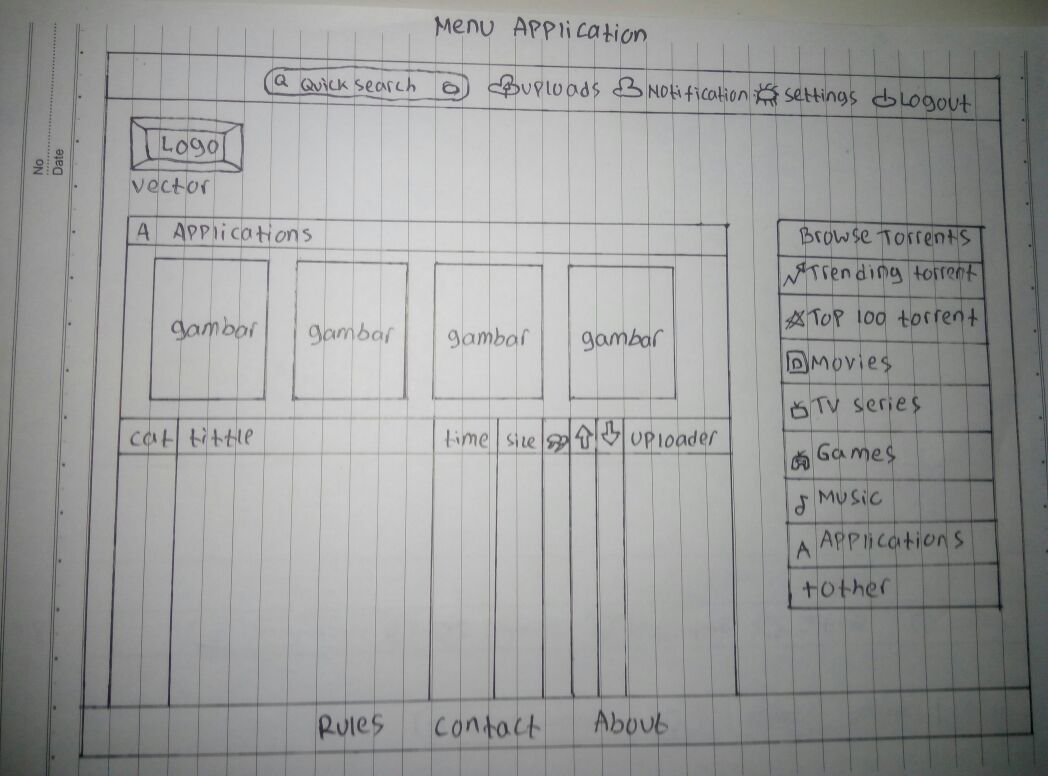 Menu Application
No
Date
Quick search Uploads Notification Settings Logout
Logo
vector
A Applications
Browse Torrents
gambar gambar gambar gambar
Trending torrent
Top 100 torrent
Movies
TV series
Games
Music
A Applications
+ Other
cat tittle time size uploader
Rules Contact About